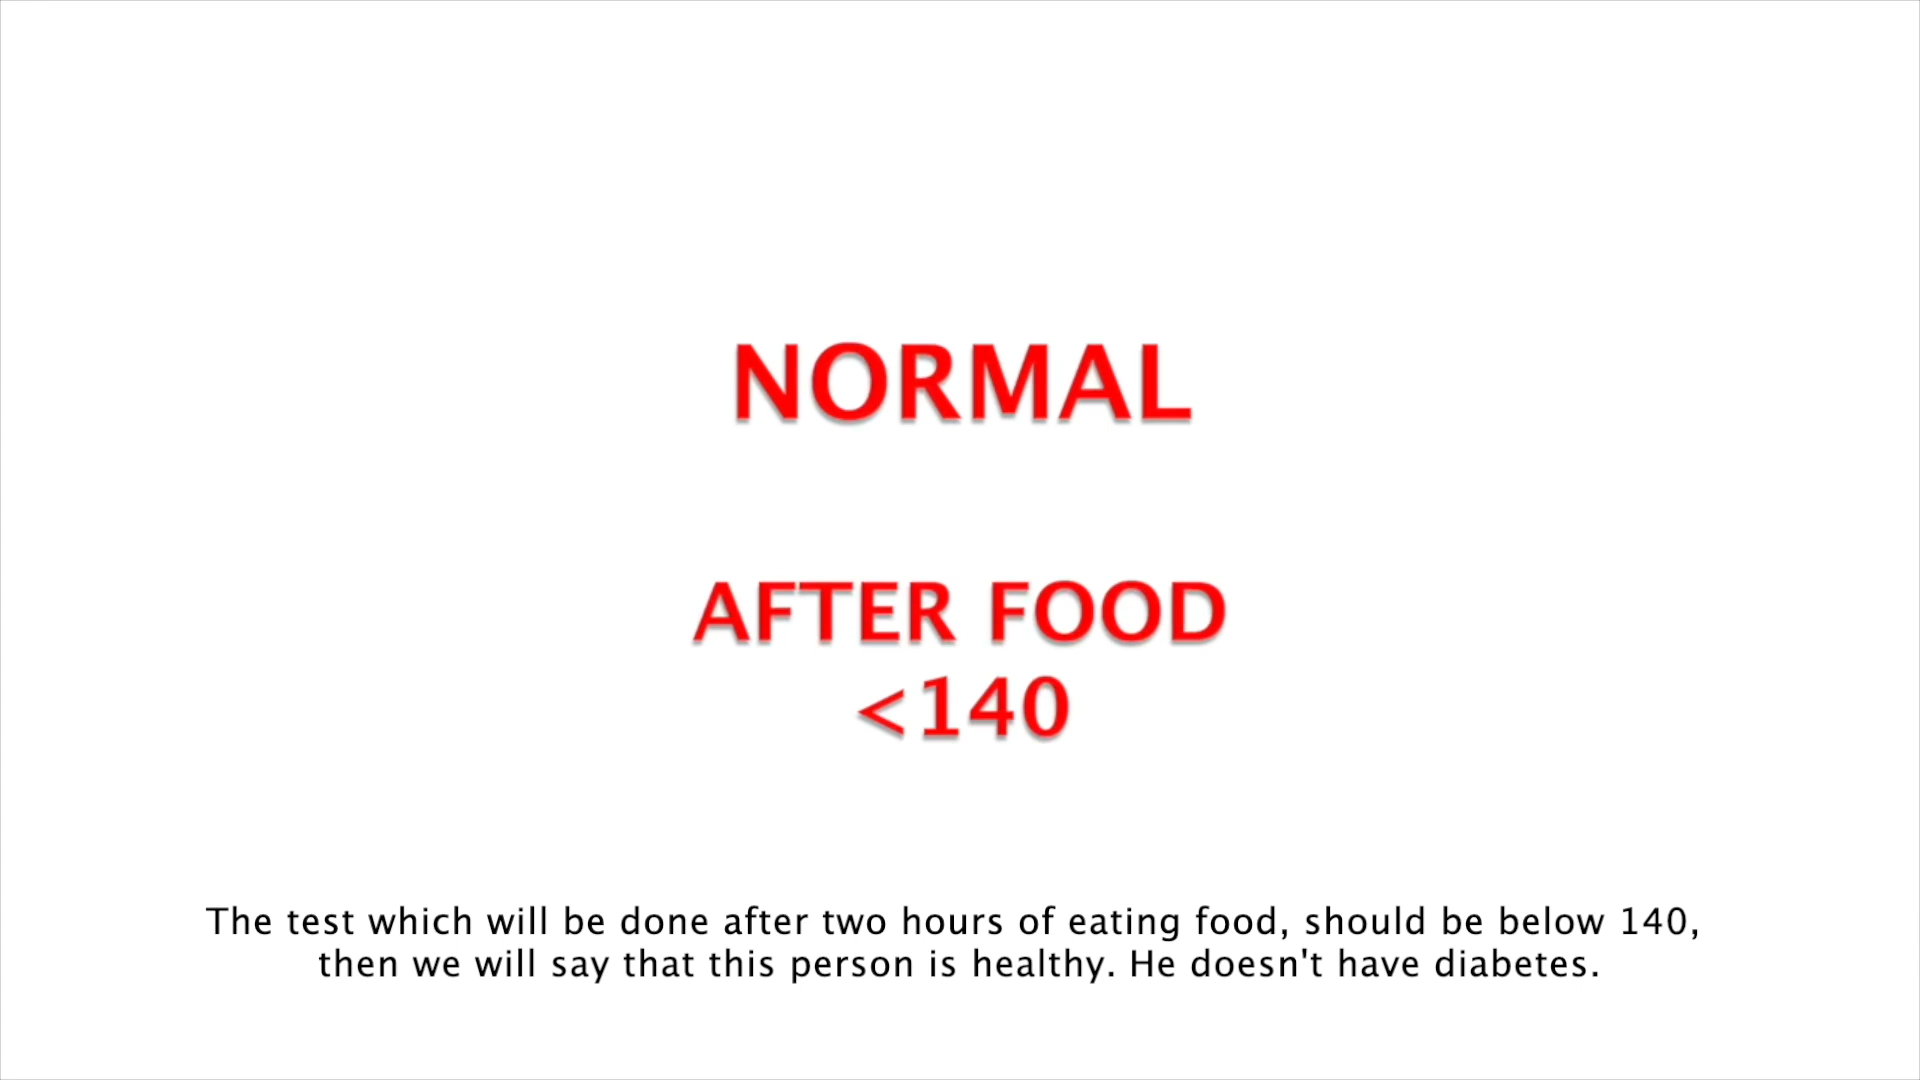 NORMAL
AFTER FOOD
<140
The test which will be done after two hours of eating food, should be below 140,
then we will say that this person is healthy. He doesn't have diabetes.